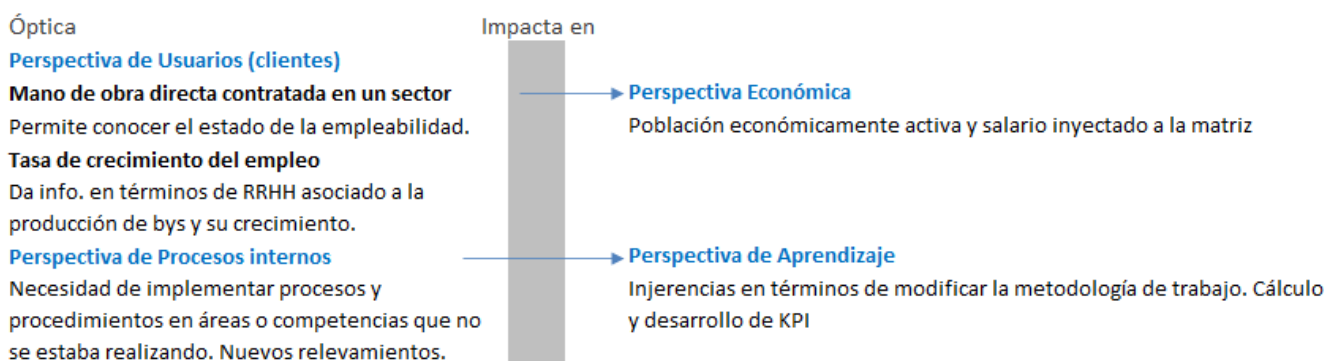 Óptica
Impacta en
Perspectiva de Usuarios (clientes)
Mano de obra directa contratada en un sector
Permite conocer el estado de la empleabilidad.
Tasa de crecimiento del empleo
Da info. en términos de RRHH asociado a la
producción de bys y su crecimiento.
Perspectiva de Procesos internos
Necesidad de implementar procesos y
procedimientos en áreas o competencias que no
se estaba realizando. Nuevos relevamientos.
Perspectiva Económica
Población económicamente activa y salario inyectado a la matriz
Perspectiva de Aprendizaje
Injerencias en términos de modificar la metodología de trabajo. Cálculo
y desarrollo de KPI